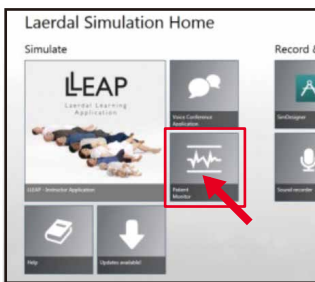 Laerdal Simulation Home
Simulate
Record &
LLEAP
Laerdal Learning
Application
Voice Conference
Application
SimDesigner
LLEAP - Instructor Application
Patient
Monitor
Sound recorder
Help
Updates available!